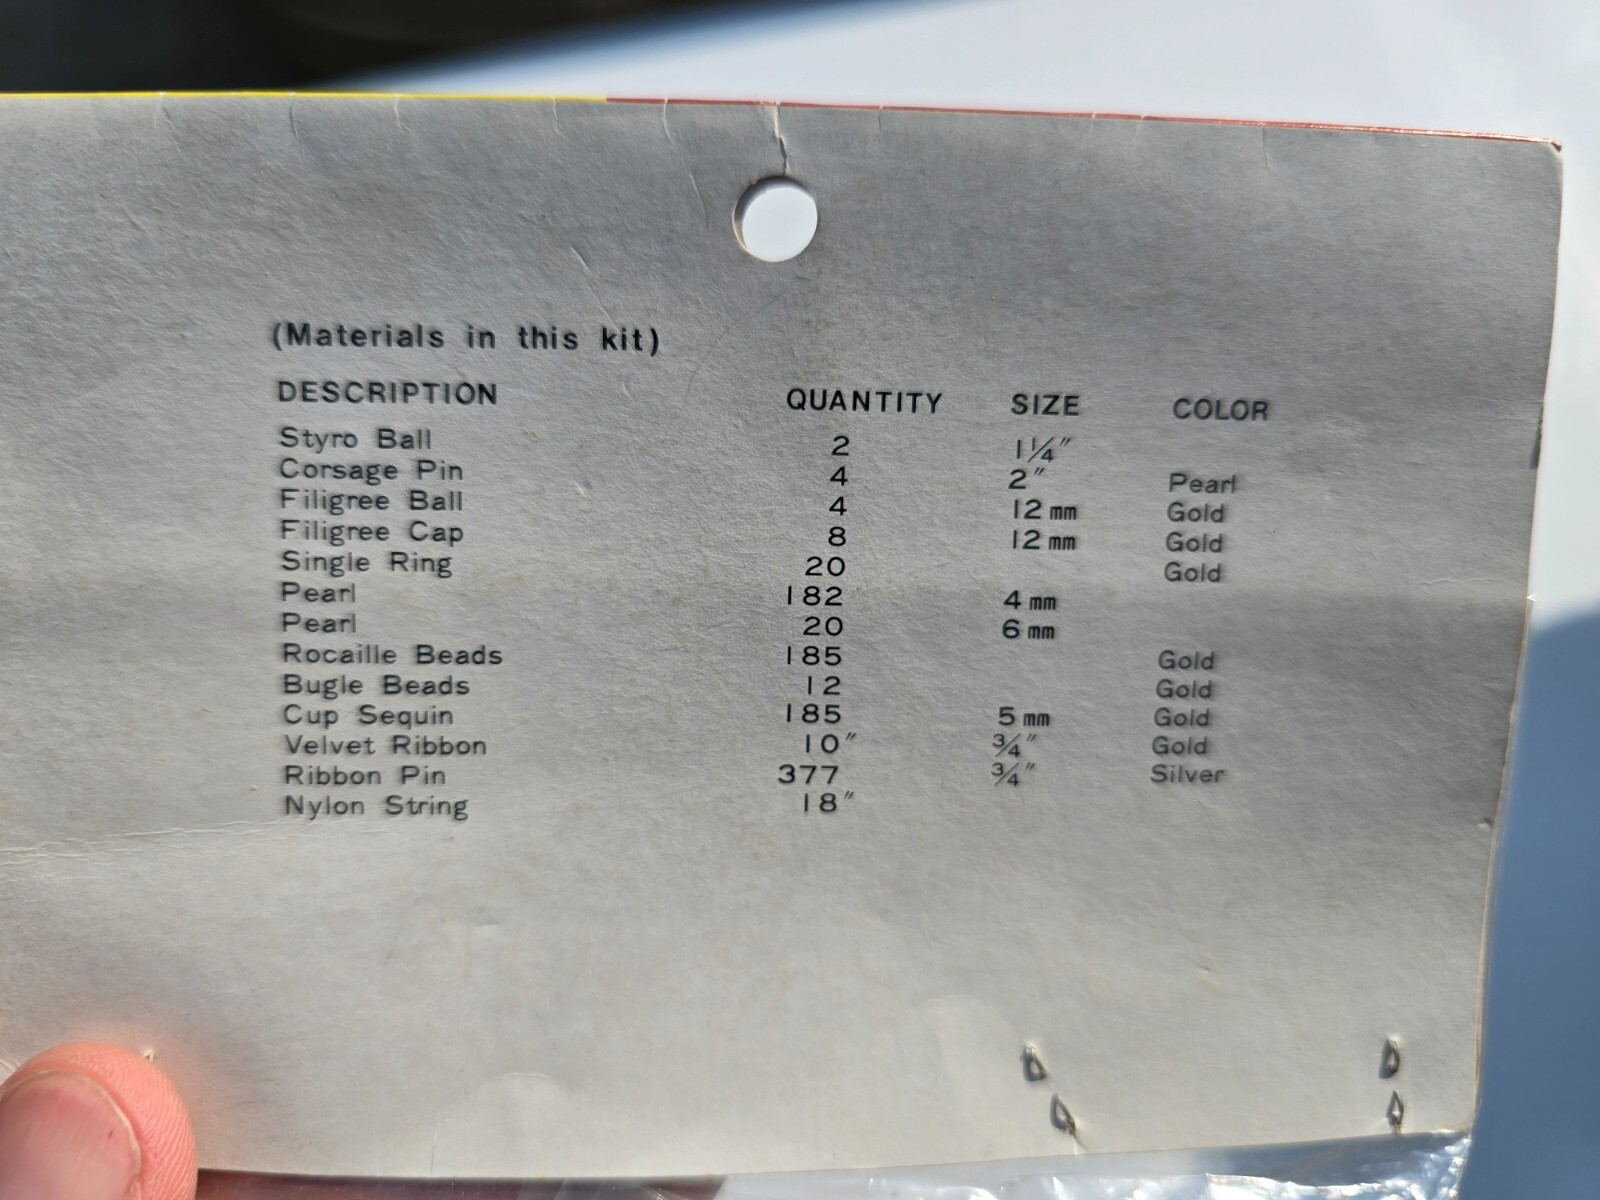 (Materials in this kit)
DESCRIPTION QUANTITY SIZE COLOR
Styro Ball 2 1¼"
Corsage Pin 4 2" Pearl
Filigree Ball 4 12 mm Gold
Filigree Cap 8 12 mm Gold
Single Ring 20 Gold
Pearl 182 4 mm
Pearl 20 6 mm
Rocaille Beads 185 Gold
Bugle Beads 12 Gold
Cup Sequin 185 5 mm Gold
Velvet Ribbon 10" ¾" Gold
Ribbon Pin 377 ¾" Silver
Nylon String 18"